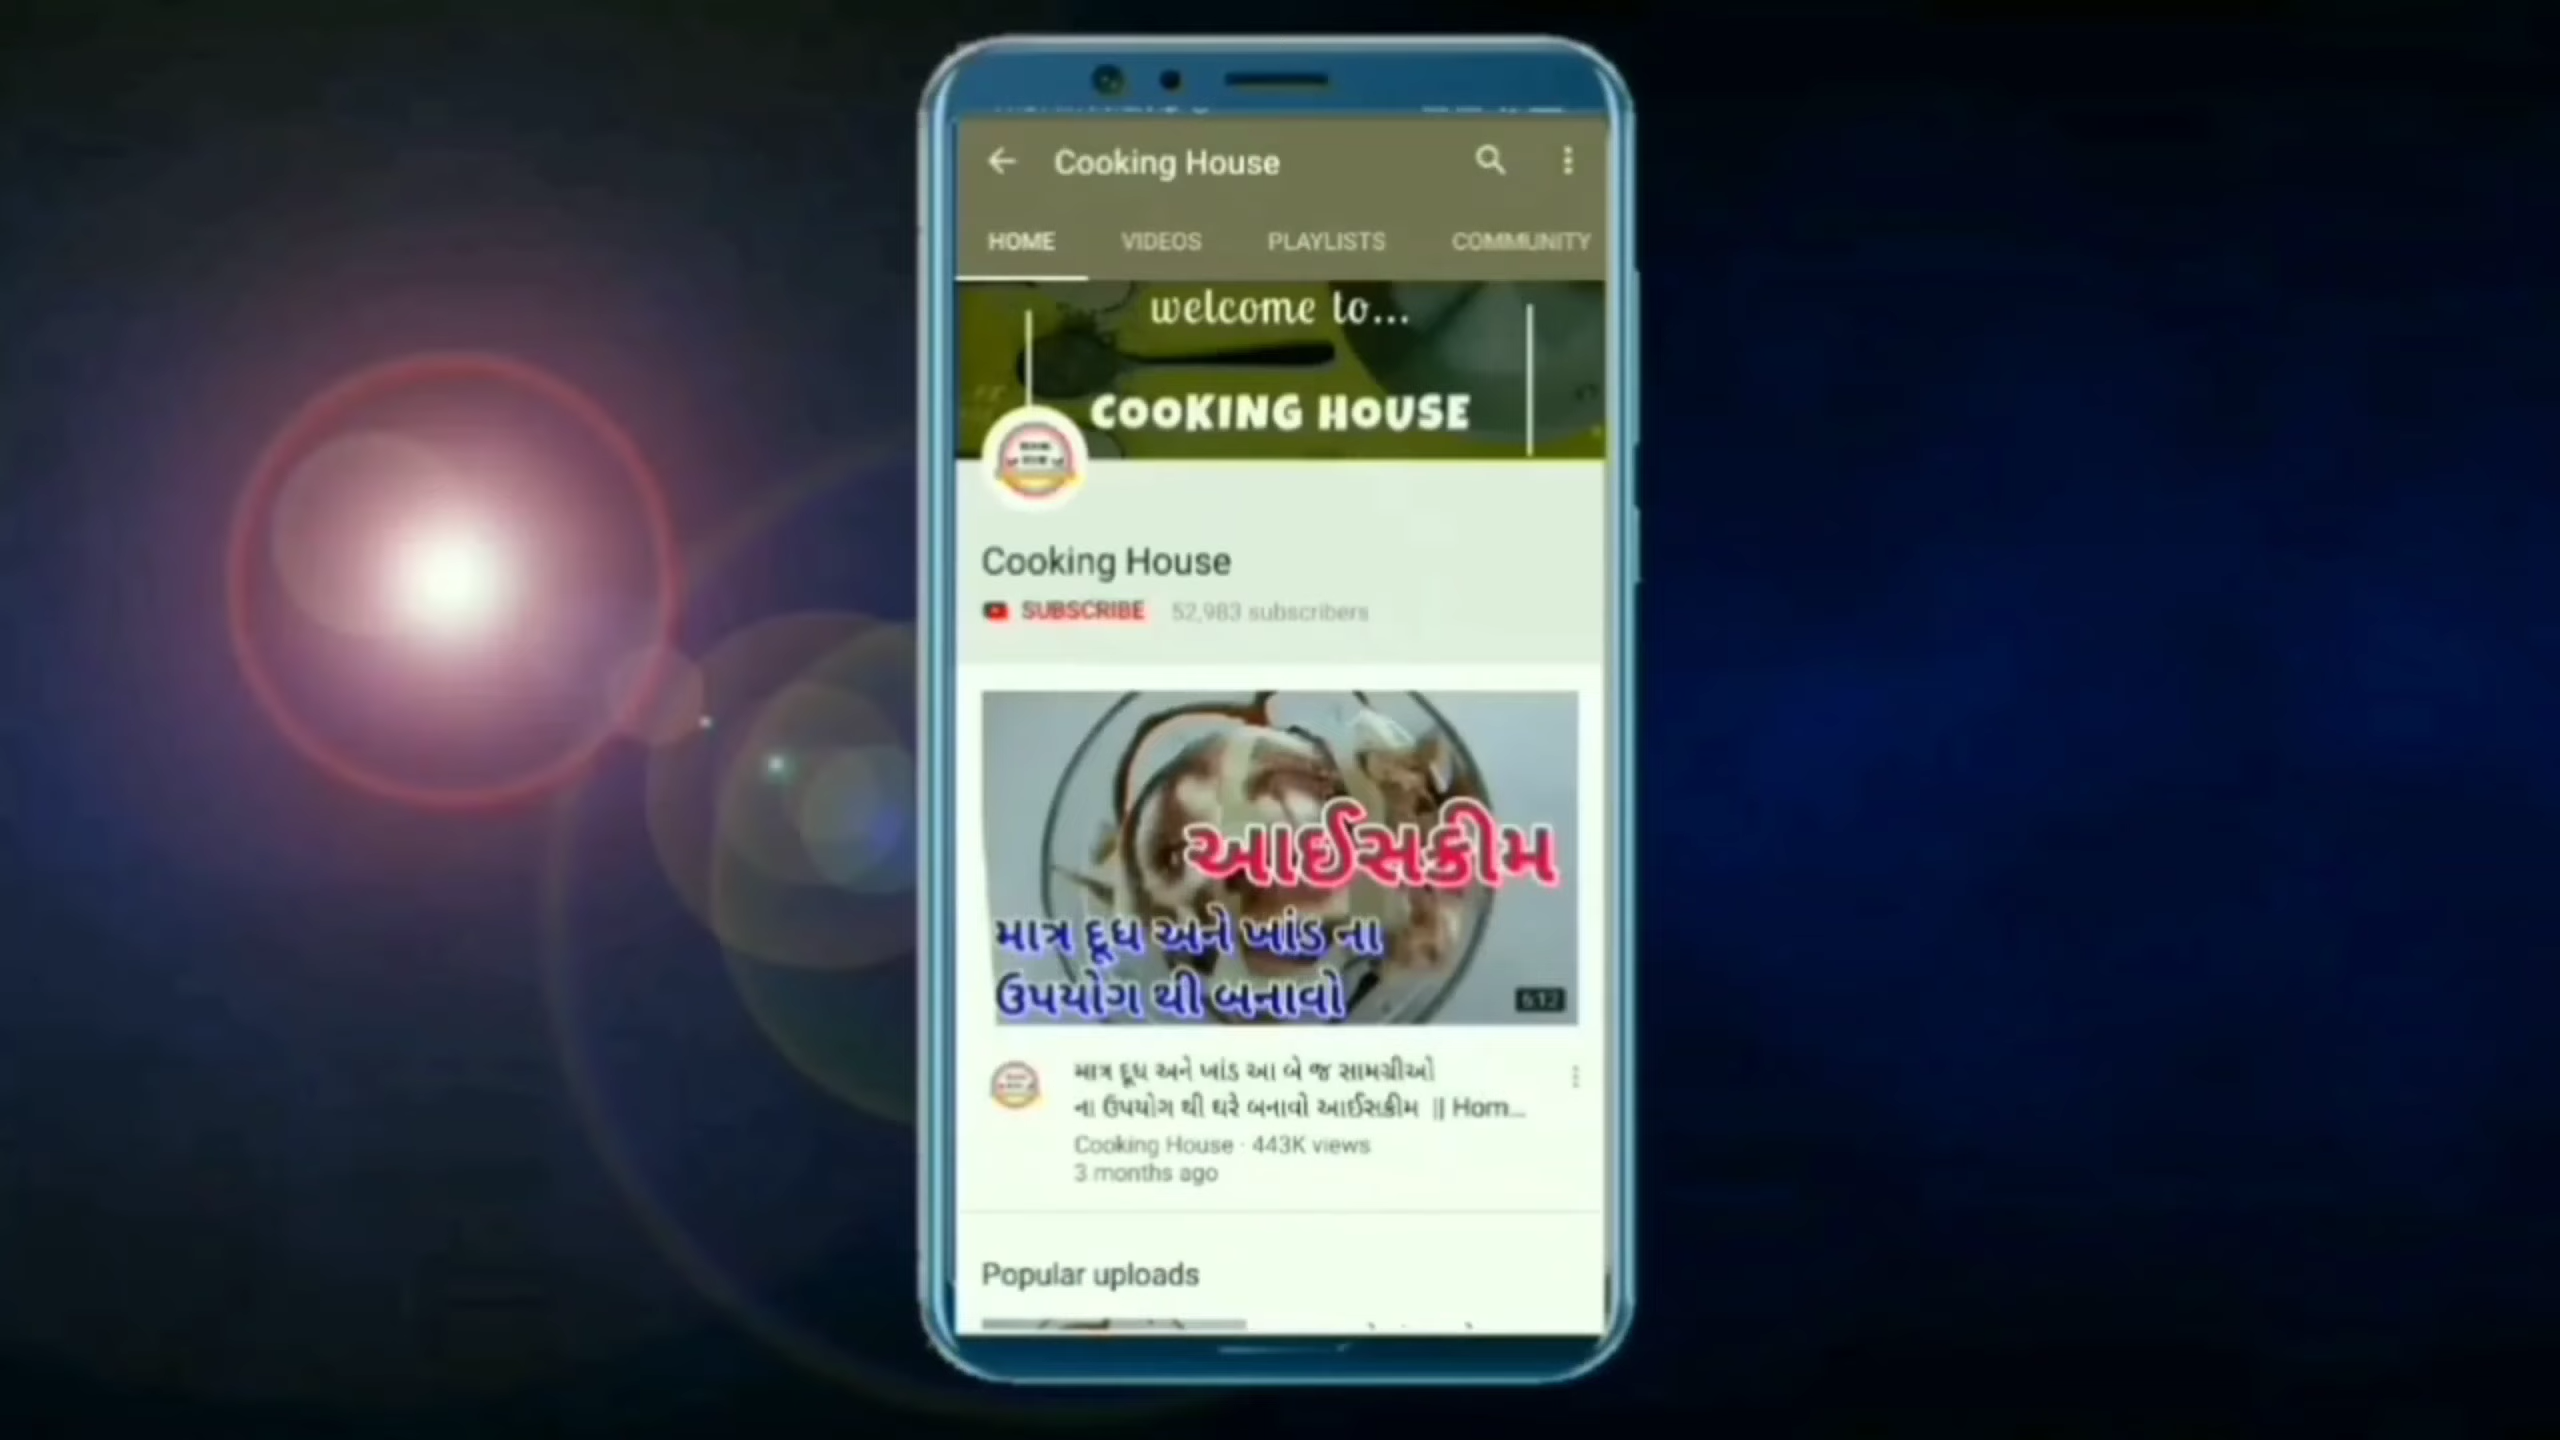 Cooking House
HOME VIDEOS PLAYLISTS COMMUNITY
welcome to...
COOKING HOUSE
Cooking House
SUBSCRIBE 52,983 subscribers
આઈસક્રીમ
માત્ર દૂધ અને ખાંડ ના
ઉપયોગ થી બનાવો
6:12
માત્ર દૂધ અને ખાંડ આ બે જ સામગ્રીઓ
ના ઉપયોગ થી ઘરે બનાવો આઈસક્રીમ || Hom...
Cooking House · 443K views
3 months ago
Popular uploads